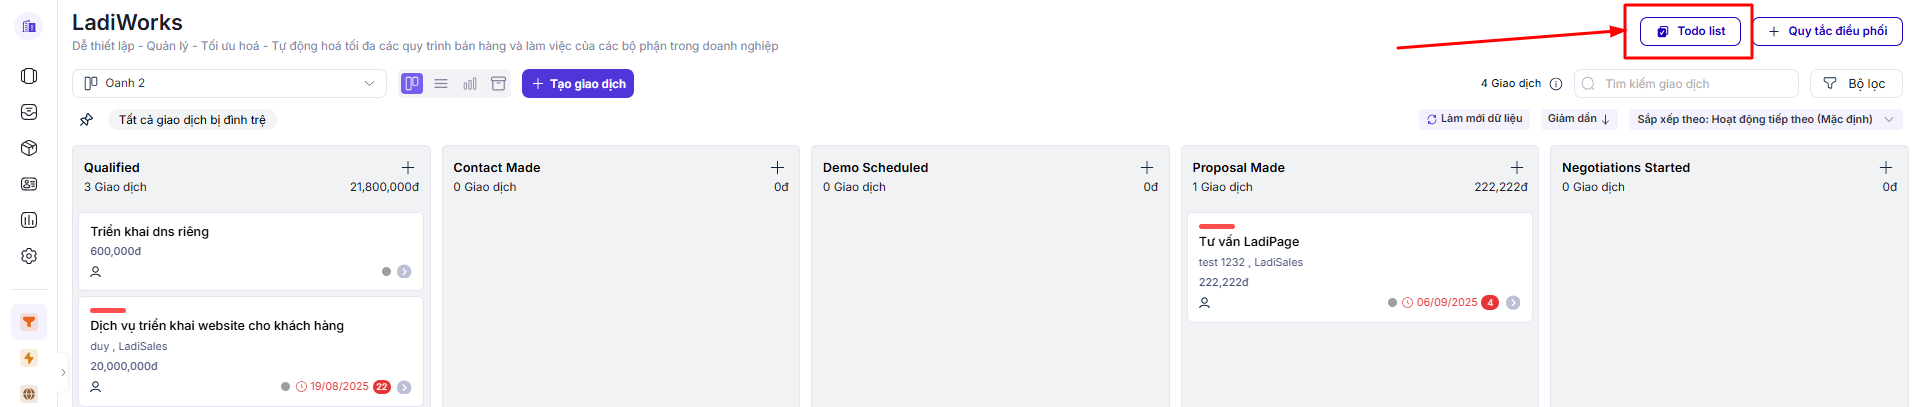 LadiWorks
Dễ thiết lập - Quản lý - Tối ưu hoá - Tự động hoá tối đa các quy trình bán hàng và làm việc của các bộ phận trong doanh nghiệp
Todo list
Quy tắc điều phối
Oanh 2
Tạo giao dịch
4 Giao dịch
Tìm kiếm giao dịch
Bộ lọc
Tất cả giao dịch bị đình trệ
Làm mới dữ liệu
Giảm dần ↓
Sắp xếp theo: Hoạt động tiếp theo (Mặc định)
Qualified
3 Giao dịch 21,800,000đ
Triển khai dns riêng
600,000đ
Dịch vụ triển khai website cho khách hàng
duy , LadiSales
20,000,000đ
19/08/2025 22
Contact Made
0 Giao dịch 0đ
Demo Scheduled
0 Giao dịch 0đ
Proposal Made
1 Giao dịch 222,222đ
Tư vấn LadiPage
test 1232 , LadiSales
222,222đ
06/09/2025 4
Negotiations Started
0 Giao dịch 0đ